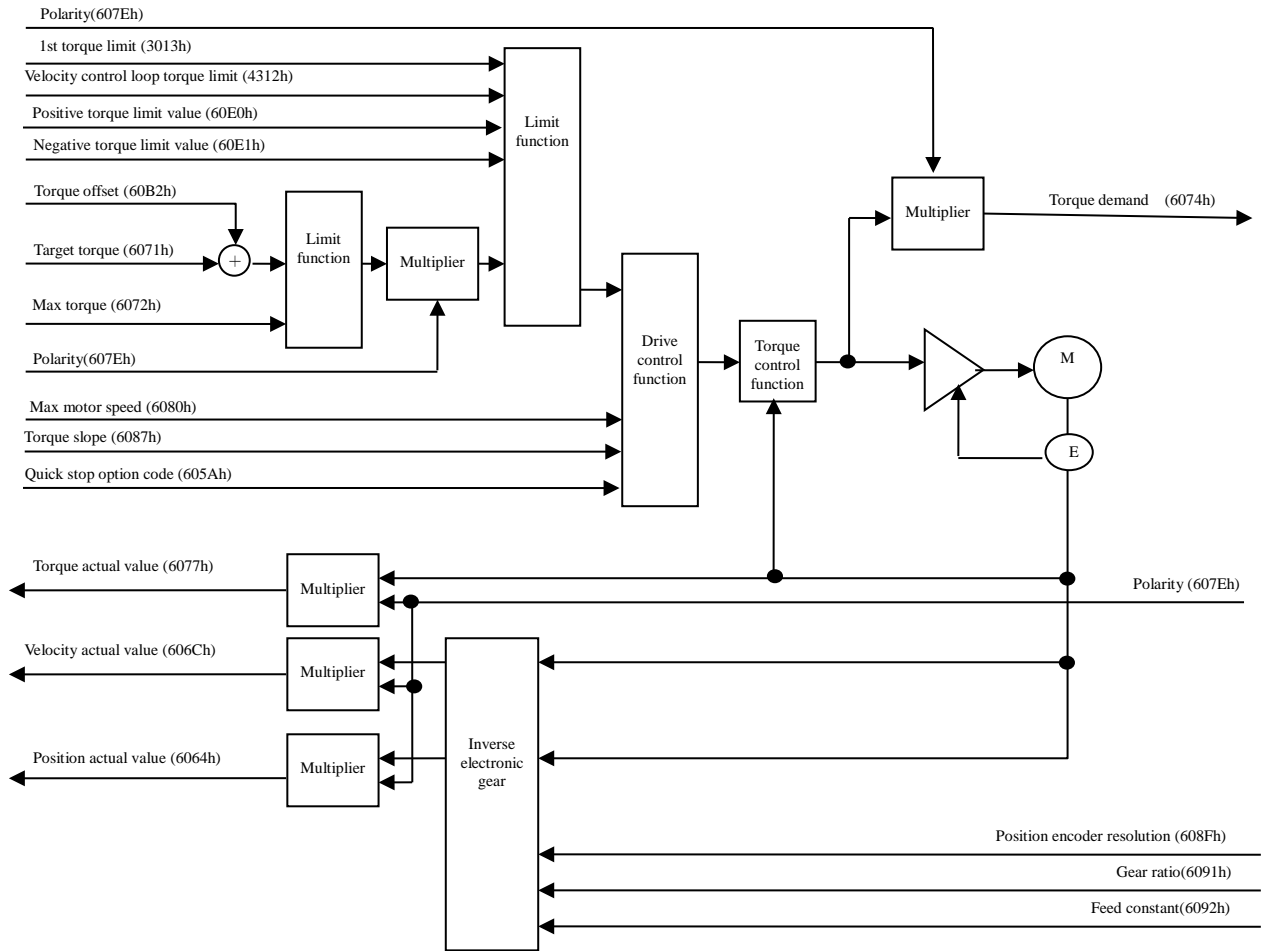 Polarity(607Eh)
1st torque limit (3013h)
Velocity control loop torque limit (4312h)
Positive torque limit value (60E0h)
Negative torque limit value (60E1h)
Limit
function
Torque offset (60B2h)
Target torque (6071h)
+
Max torque (6072h)
Limit
function
Multiplier
Polarity(607Eh)
Multiplier
Torque demand (6074h)
Max motor speed (6080h)
Torque slope (6087h)
Quick stop option code (605Ah)
Drive
control
function
Torque
control
function
M
E
Torque actual value (6077h)
Multiplier
Polarity (607Eh)
Velocity actual value (606Ch)
Multiplier
Position actual value (6064h)
Multiplier
Inverse
electronic
gear
Position encoder resolution (608Fh)
Gear ratio(6091h)
Feed constant(6092h)